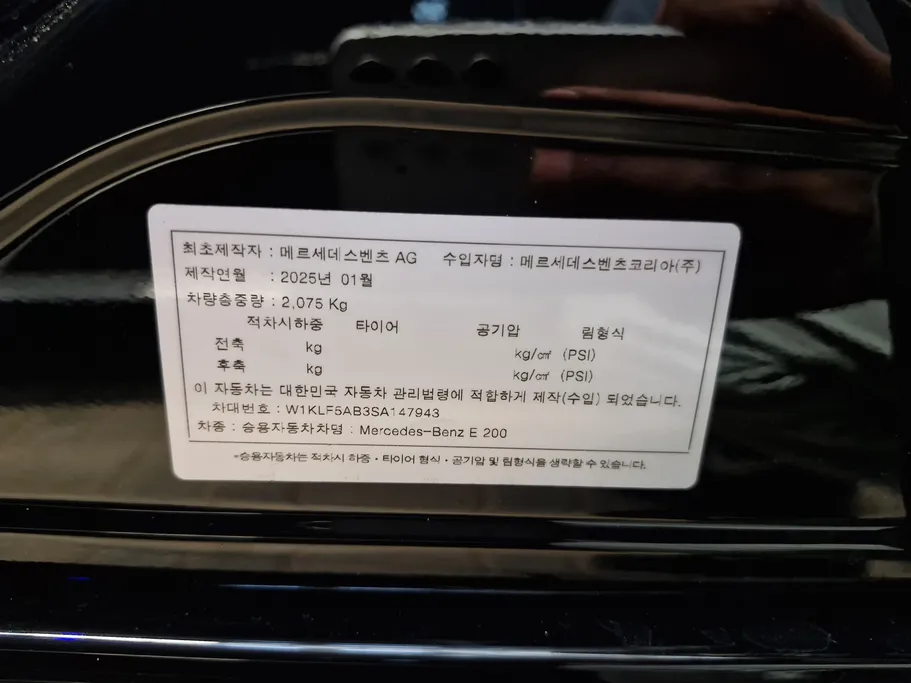 최초제작자 : 메르세데스벤츠 AG 수입자명 : 메르세데스벤츠코리아(주)
제작연월 : 2025년 01월
차량총중량 : 2,075 Kg
적차시하중 타이어 공기압 림형식
전축 kg kg/㎠ (PSI)
후축 kg kg/㎠ (PSI)
이 자동차는 대한민국 자동차 관리법령에 적합하게 제작(수입) 되었습니다.
차대번호 : W1KLF5AB3SA147943
차종 : 승용자동차차명 : Mercedes-Benz E 200
*승용자동차는 적차시 하중·타이어 형식·공기압 및 림형식을 생략할 수 있습니다.